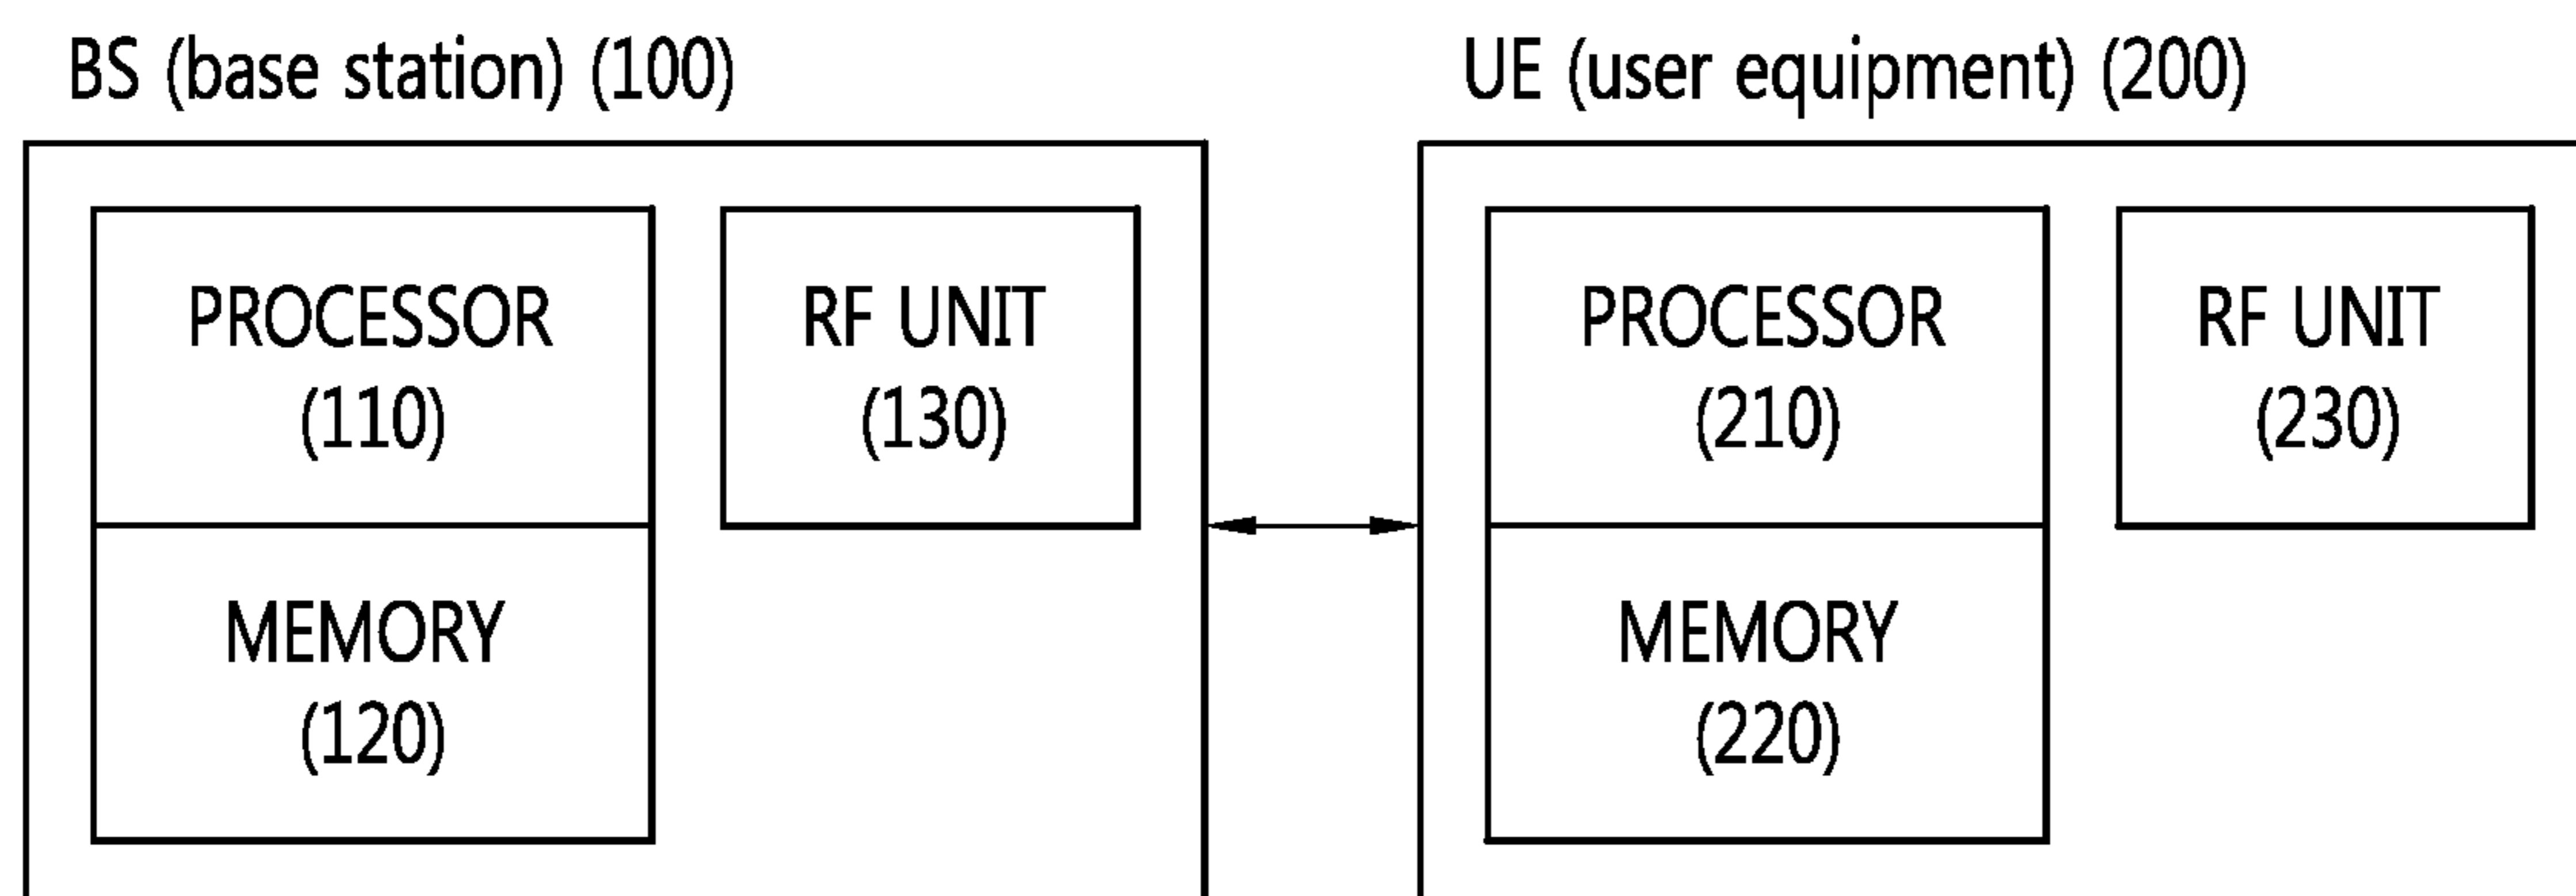 BS (base station) (100)
UE (user equipment) (200)
PROCESSOR
(110)
RF UNIT
(130)
MEMORY
(120)
PROCESSOR
(210)
RF UNIT
(230)
MEMORY
(220)